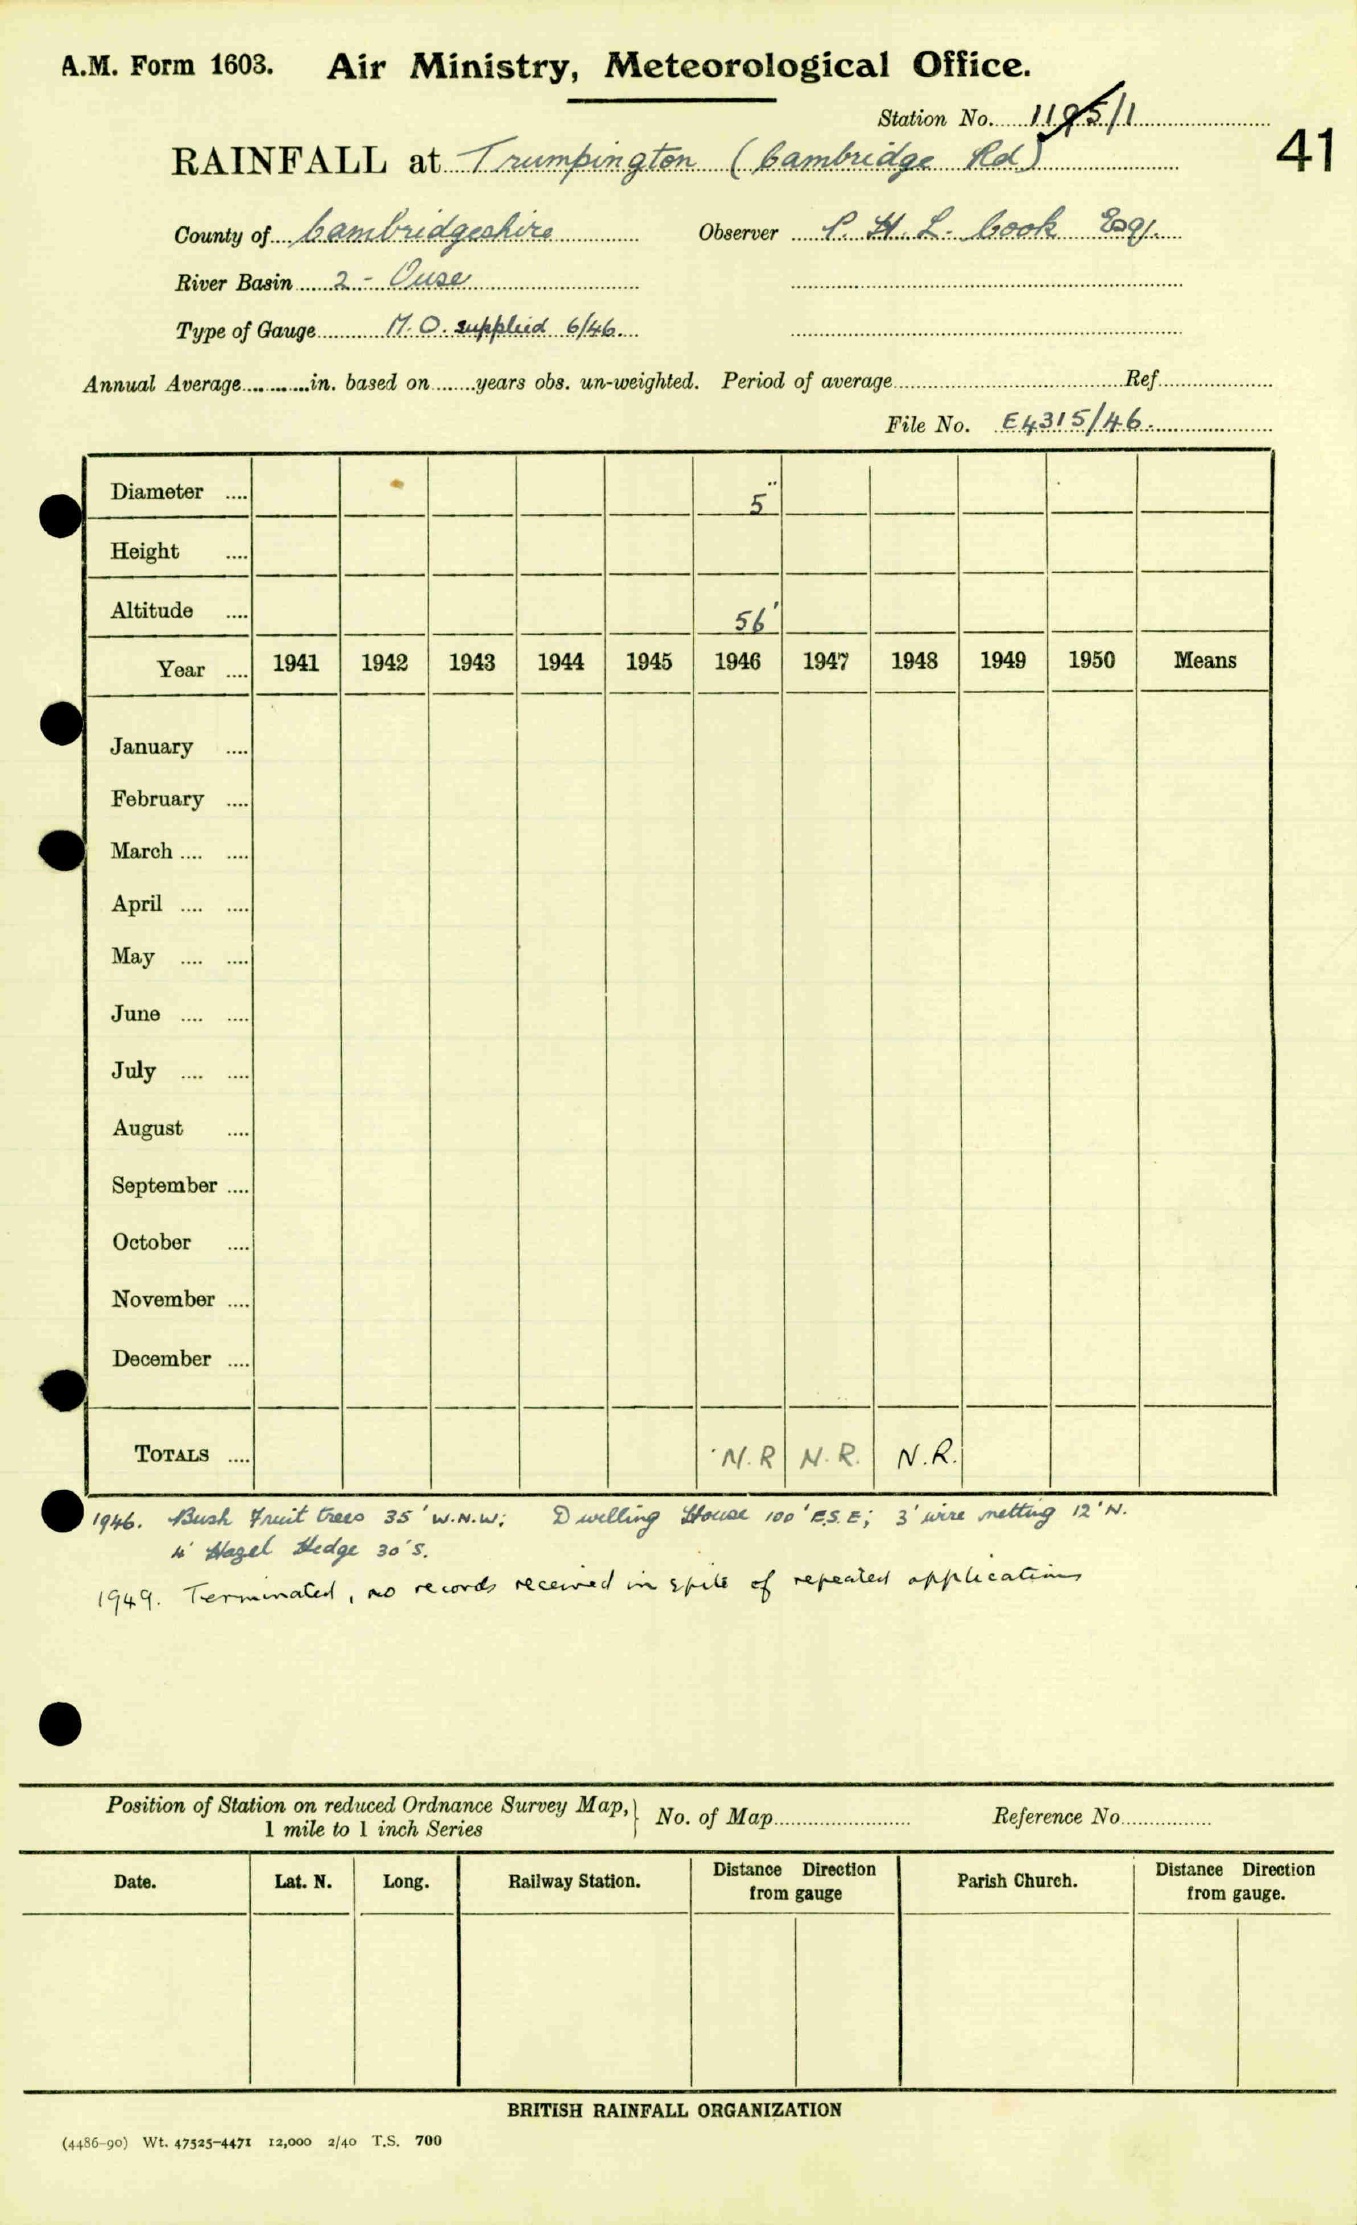 A.M. Form 1603. Air Ministry, Meteorological Office.
Station No. 1195/1
41
RAINFALL at Trumpington (Cambridge Rd)
County of Cambridgeshire Observer P. H. L. Cook Esq.
River Basin 2 - Ouse
Type of Gauge M.O. supplied 6/46.
Annual Average..........in. based on........years obs. un-weighted. Period of average.......... Ref..........
File No. E4315/46.
Diameter .... 5"
Height ....
Altitude .... 56'
Year .... 1941 1942 1943 1944 1945 1946 1947 1948 1949 1950 Means
January ....
February ....
March .... ....
April .... ....
May .... ....
June .... ....
July .... ....
August ....
September ....
October ....
November ....
December ....
TOTALS .... N.R N.R. N.R.
1946. Bush Fruit trees 35' W.N.W; Dwelling House 100' E.S.E; 3' wire netting 12' N.
4' Hazel Hedge 30' S.
1949. Terminated, no records received in spite of repeated applications
Position of Station on reduced Ordnance Survey Map, } No. of Map.......... Reference No..........
1 mile to 1 inch Series
Date. Lat. N. Long. Railway Station. Distance Direction from gauge Parish Church. Distance Direction from gauge.
BRITISH RAINFALL ORGANIZATION
(4486-90) Wt. 47525-4471 12,000 2/40 T.S. 700